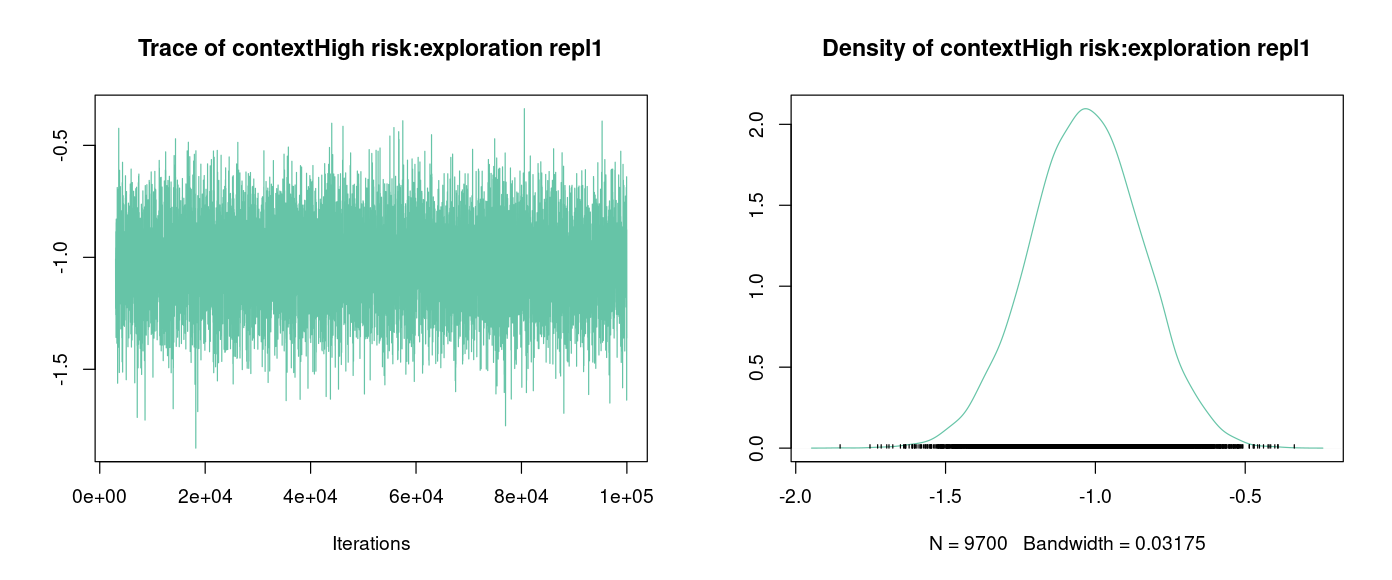 Trace of contextHigh risk:exploration repl1
-0.5
-1.0
-1.5
0e+00 2e+04 4e+04 6e+04 8e+04 1e+05
Iterations
Density of contextHigh risk:exploration repl1
2.0
1.5
1.0
0.5
0.0
-2.0 -1.5 -1.0 -0.5
N = 9700 Bandwidth = 0.03175